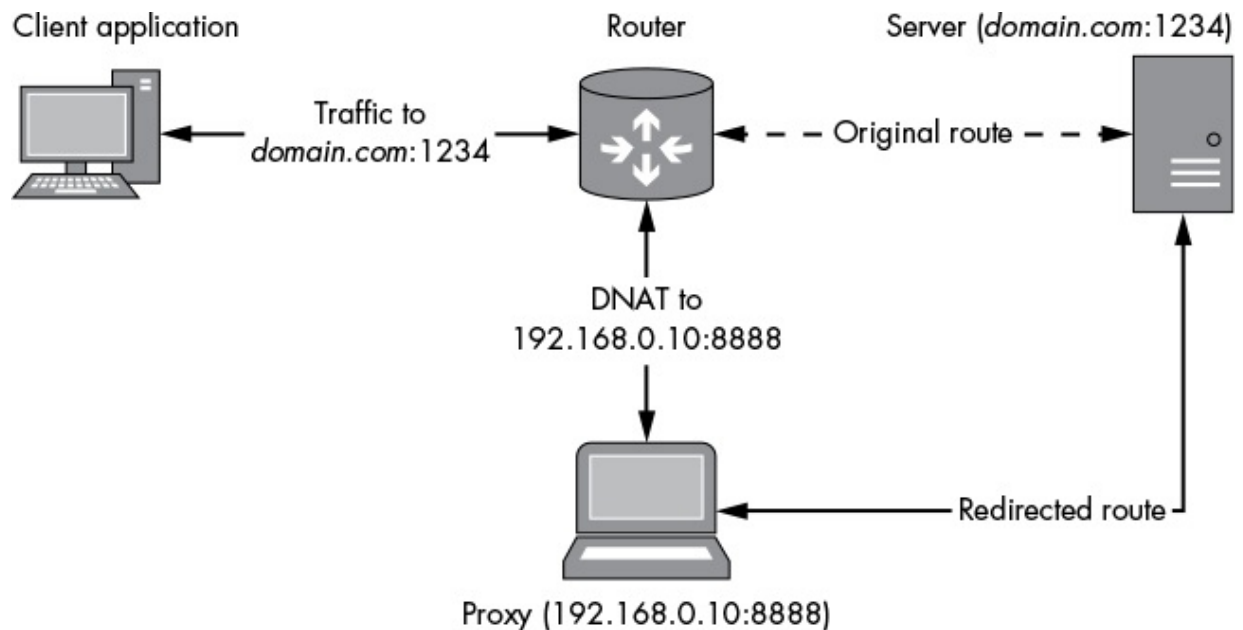 Client application
Router
Server (domain.com:1234)
Traffic to
domain.com:1234
Original route
DNAT to
192.168.0.10:8888
Redirected route
Proxy (192.168.0.10:8888)